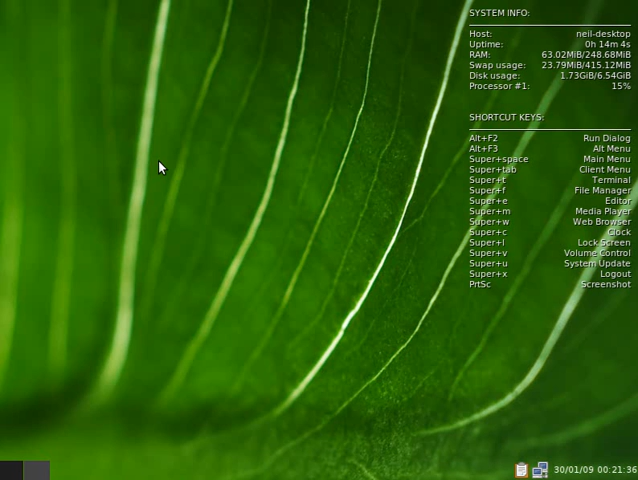 SYSTEM INFO:
Host: neil-desktop
Uptime: 0h 14m 4s
RAM: 63.02MiB/248.68MiB
Swap usage: 23.79MiB/415.12MiB
Disk usage: 1.73GiB/6.54GiB
Processor #1: 15%
SHORTCUT KEYS:
Alt+F2 Run Dialog
Alt+F3 Alt Menu
Super+space Main Menu
Super+tab Client Menu
Super+t Terminal
Super+f File Manager
Super+e Editor
Super+m Media Player
Super+w Web Browser
Super+c Clock
Super+l Lock Screen
Super+v Volume Control
Super+u System Update
Super+x Logout
PrtSc Screenshot
30/01/09 00:21:36